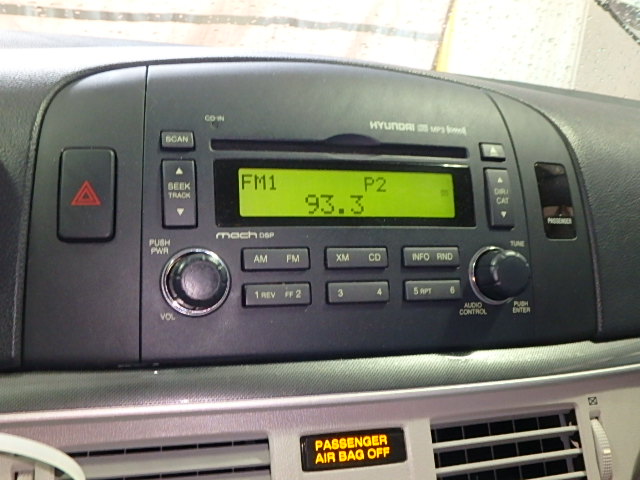 CD-IN
HYUNDAI MP3
SCAN
SEEK
TRACK
FM1 P2
93.3
DIR/
CAT
PASSENGER
mach DSP
PUSH
PWR
AM FM
XM CD
INFO RND
TUNE
1 REV FF 2
3 4
5 RPT 6
VOL
AUDIO
CONTROL
PUSH
ENTER
PASSENGER
AIR BAG OFF